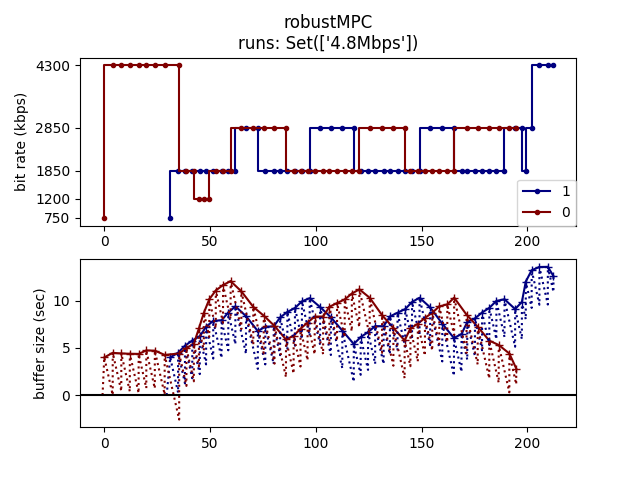 robustMPC
runs: Set(['4.8Mbps'])
bit rate (kbps)
4300
2850
1850
1200
750
0 50 100 150 200
1
0
buffer size (sec)
10
5
0
0 50 100 150 200